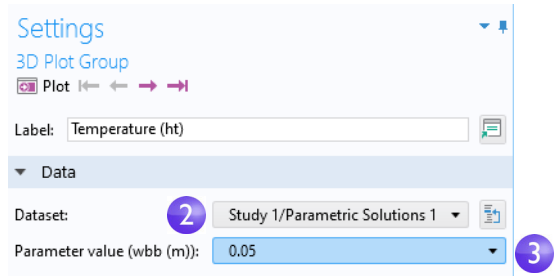 Settings
3D Plot Group
Plot
Label: Temperature (ht)
Data
Dataset: 2 Study 1/Parametric Solutions 1
Parameter value (wbb (m)): 0.05 3